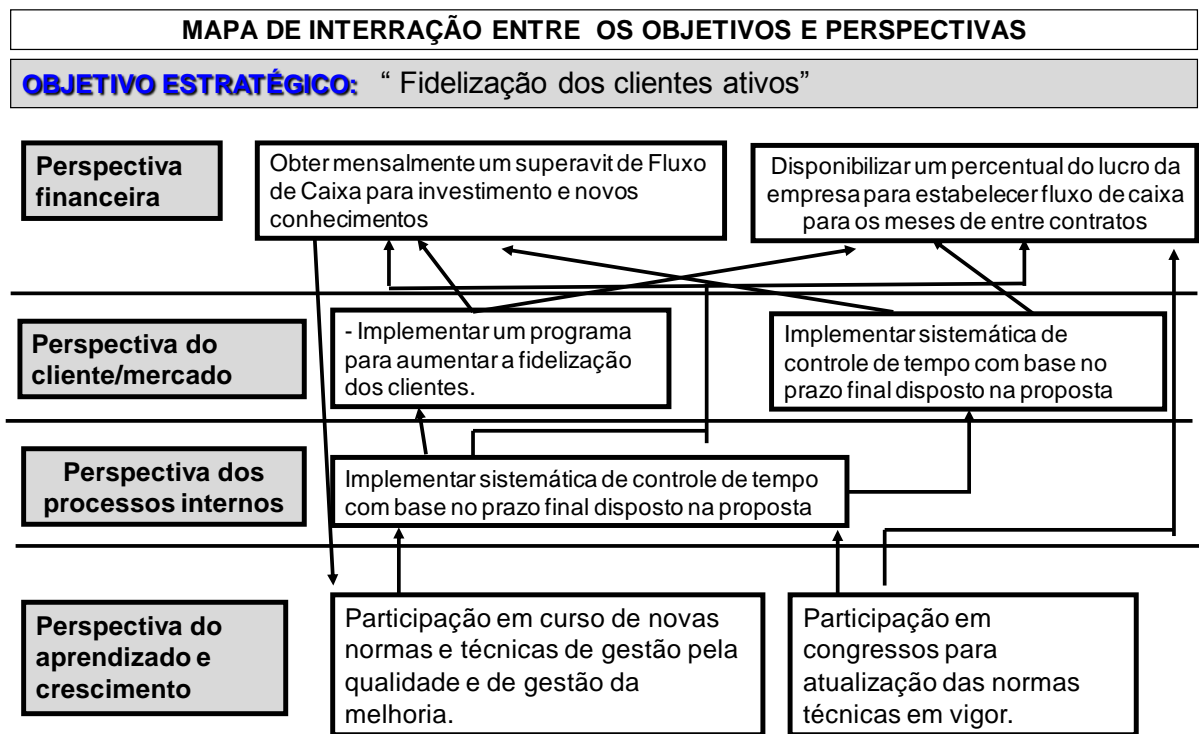 MAPA DE INTERRAÇÃO ENTRE OS OBJETIVOS E PERSPECTIVAS
OBJETIVO ESTRATÉGICO: “ Fidelização dos clientes ativos”
Perspectiva
financeira
Obter mensalmente um superavit de Fluxo
de Caixa para investimento e novos
conhecimentos
Disponibilizar um percentual do lucro da
empresa para estabelecer fluxo de caixa
para os meses de entre contratos
Perspectiva do
cliente/mercado
- Implementar um programa
para aumentar a fidelização
dos clientes.
Implementar sistemática de
controle de tempo com base no
prazo final disposto na proposta
Perspectiva dos
processos internos
Implementar sistemática de controle de tempo
com base no prazo final disposto na proposta
Perspectiva do
aprendizado e
crescimento
Participação em curso de novas
normas e técnicas de gestão pela
qualidade e de gestão da
melhoria.
Participação em
congressos para
atualização das normas
técnicas em vigor.